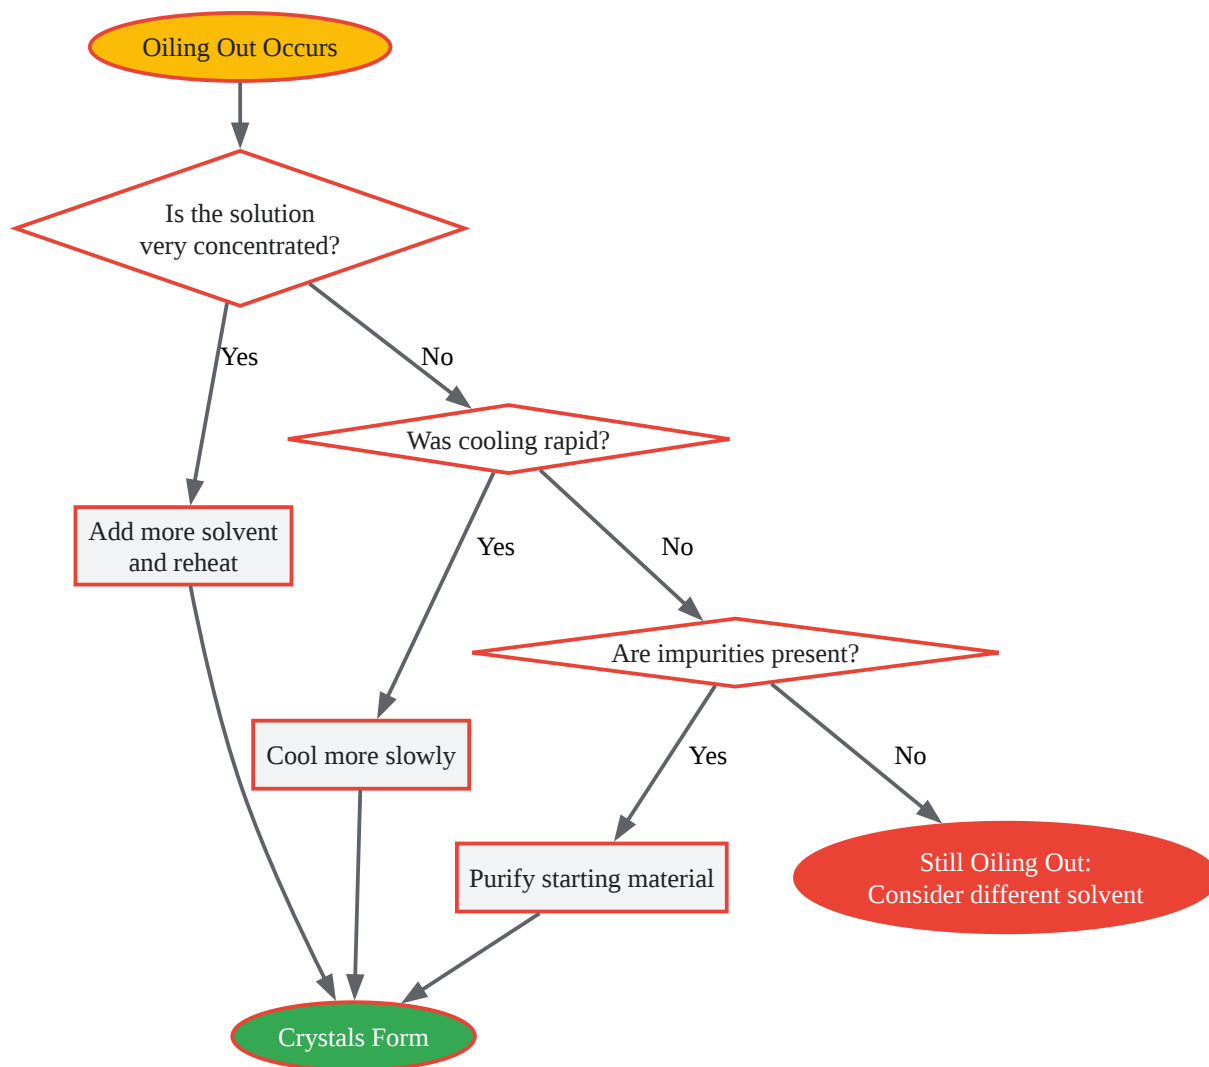 Oiling Out Occurs
Is the solution
very concentrated?
Yes
No
Was cooling rapid?
Add more solvent
and reheat
Yes
No
Are impurities present?
Cool more slowly
Yes
No
Purify starting material
Still Oiling Out:
Consider different solvent
Crystals Form